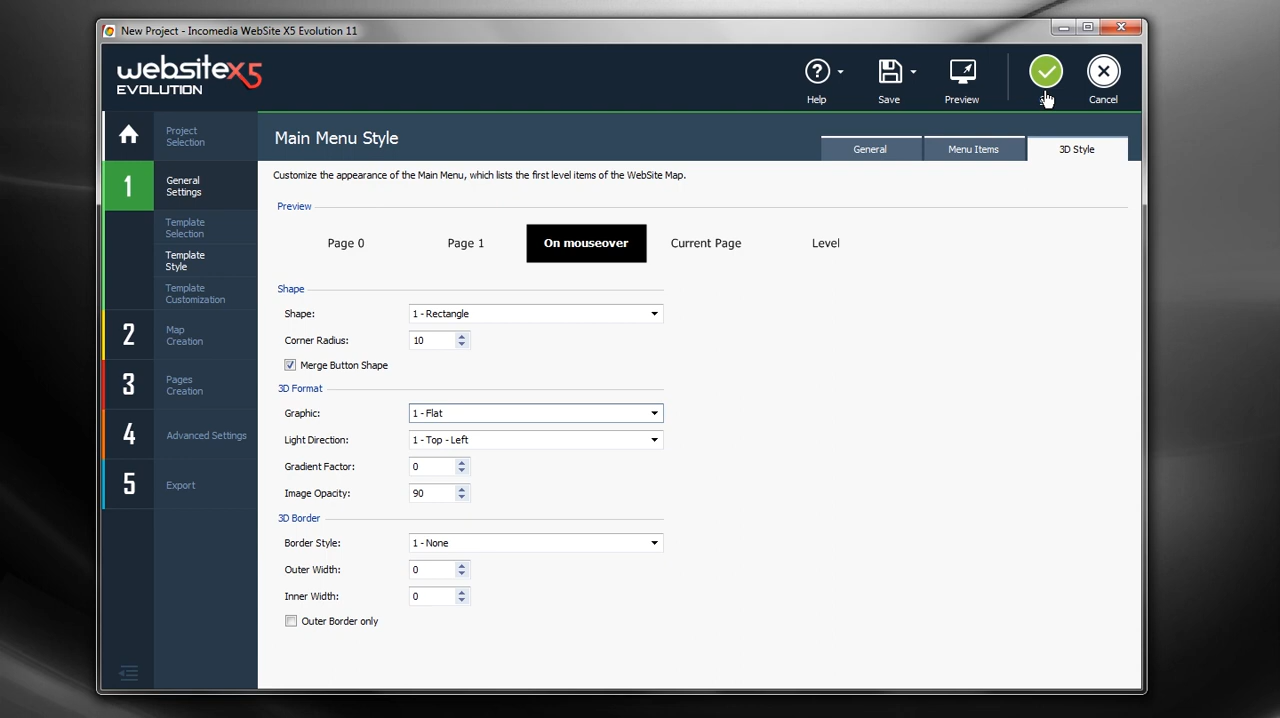 New Project - Incomedia WebSite X5 Evolution 11
websitex5
EVOLUTION
Help
Save
Preview
Cancel
Project
Selection
1
General
Settings
Template
Selection
Template
Style
Template
Customization
2
Map
Creation
3
Pages
Creation
4
Advanced Settings
5
Export
Main Menu Style
General
Menu Items
3D Style
Customize the appearance of the Main Menu, which lists the first level items of the WebSite Map.
Preview
Page 0
Page 1
On mouseover
Current Page
Level
Shape
Shape:
1 - Rectangle
Corner Radius:
10
Merge Button Shape
3D Format
Graphic:
1 - Flat
Light Direction:
1 - Top - Left
Gradient Factor:
0
Image Opacity:
90
3D Border
Border Style:
1 - None
Outer Width:
0
Inner Width:
0
Outer Border only